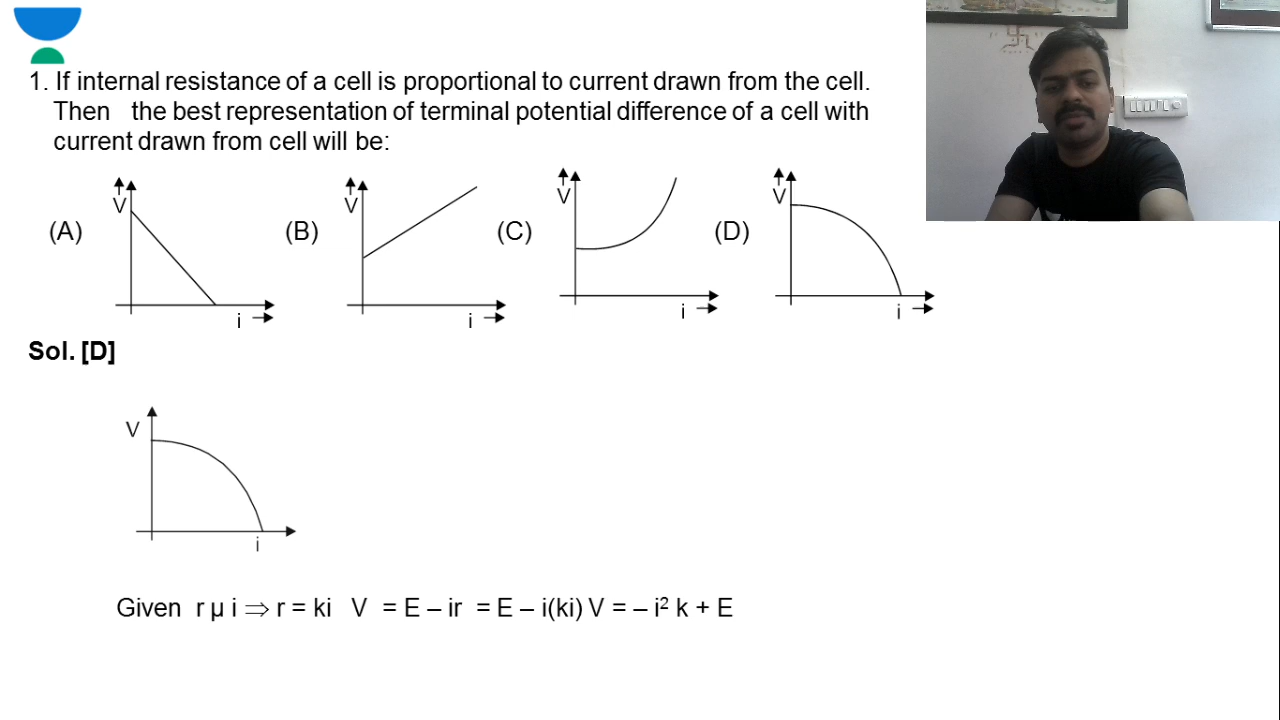 1. If internal resistance of a cell is proportional to current drawn from the cell.
Then the best representation of terminal potential difference of a cell with
current drawn from cell will be:
(A) V i (B) V i (C) V i (D) V i
Sol. [D]
V
i
Given r µ i ⇒ r = ki V = E – ir = E – i(ki) V = – i² k + E